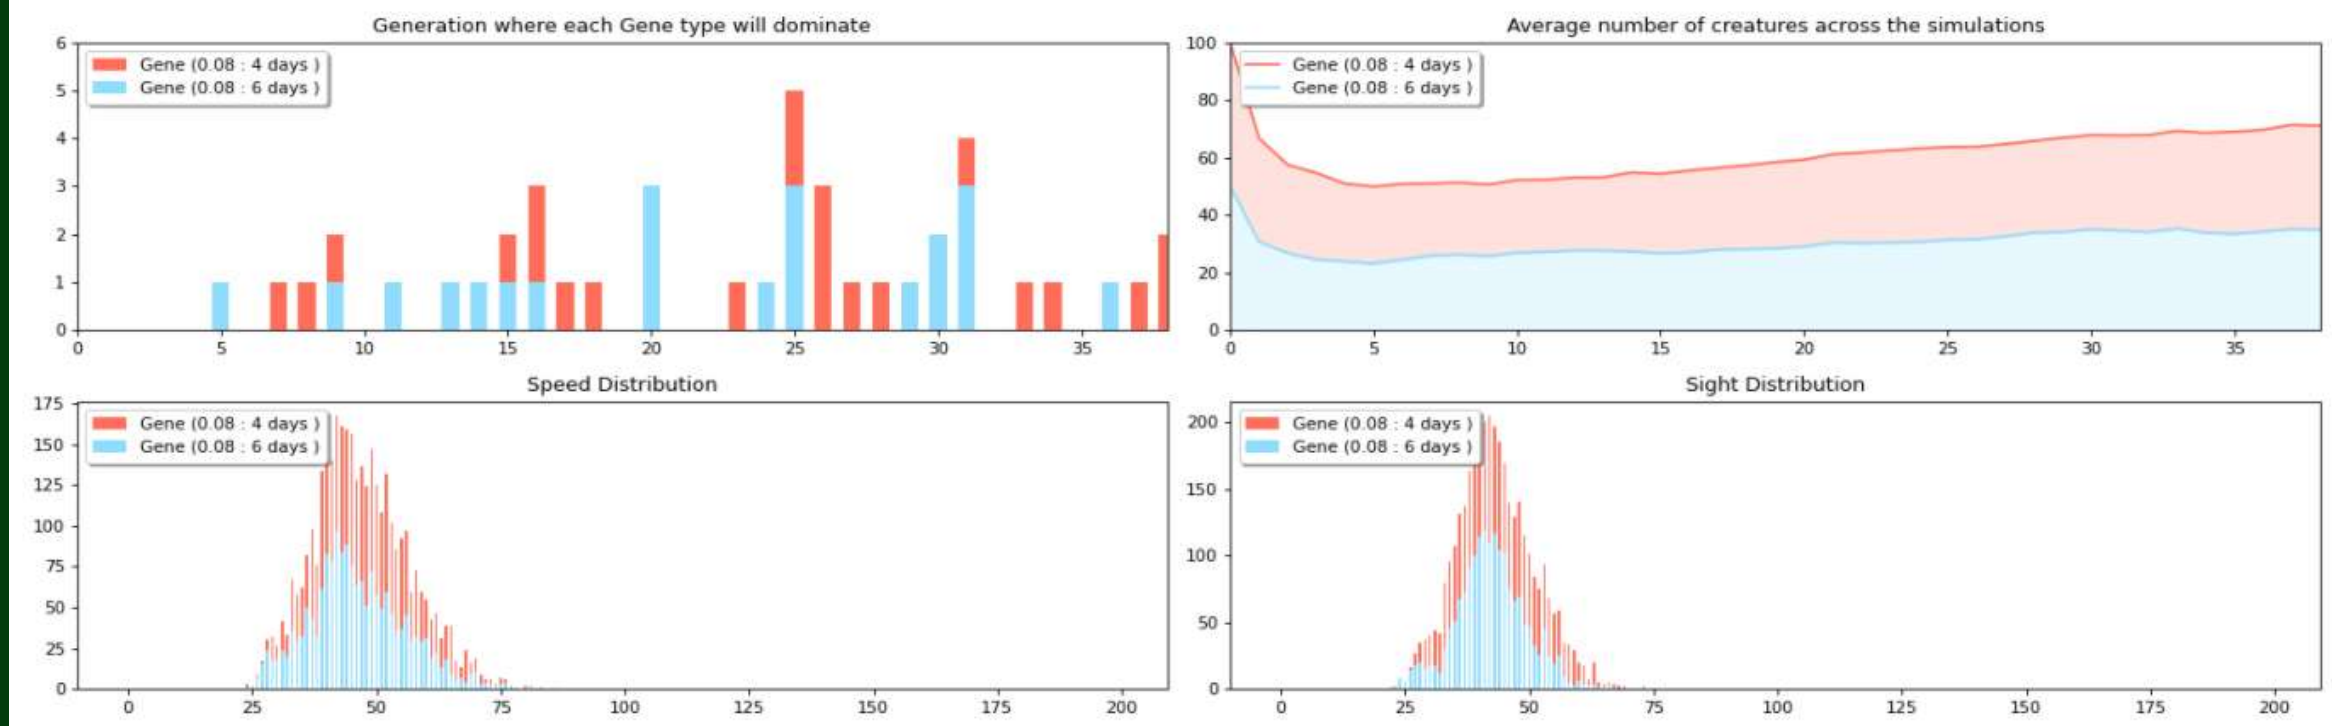 Generation where each Gene type will dominate
6
5
4
3
2
1
0
Gene (0.08 : 4 days )
Gene (0.08 : 6 days )
0 5 10 15 20 25 30 35
Average number of creatures across the simulations
100
80
60
40
20
0
Gene (0.08 : 4 days )
Gene (0.08 : 6 days )
0 5 10 15 20 25 30 35
Speed Distribution
175
150
125
100
75
50
25
0
Gene (0.08 : 4 days )
Gene (0.08 : 6 days )
0 25 50 75 100 125 150 175 200
Sight Distribution
200
150
100
50
0
Gene (0.08 : 4 days )
Gene (0.08 : 6 days )
0 25 50 75 100 125 150 175 200